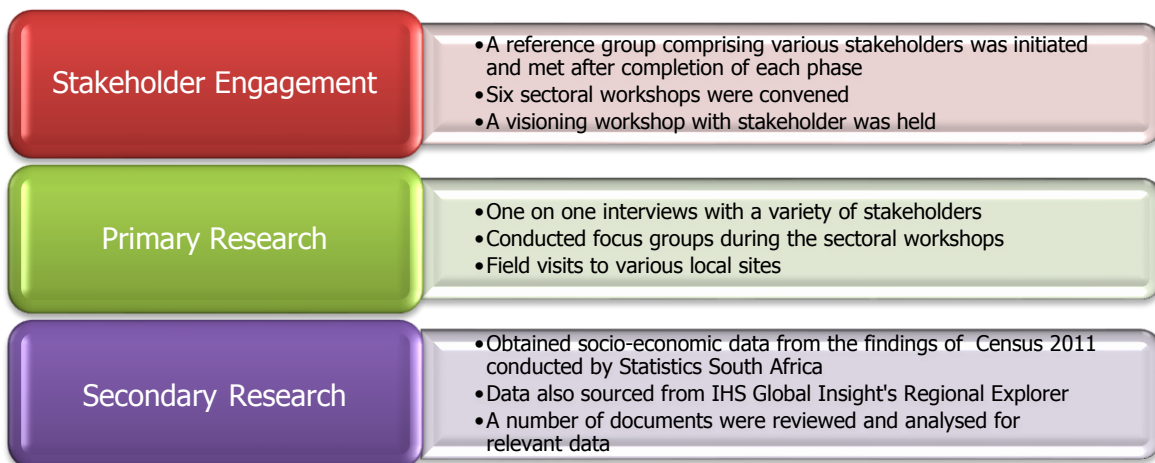 Stakeholder Engagement
•A reference group comprising various stakeholders was initiated
and met after completion of each phase
•Six sectoral workshops were convened
•A visioning workshop with stakeholder was held
Primary Research
•One on one interviews with a variety of stakeholders
•Conducted focus groups during the sectoral workshops
•Field visits to various local sites
Secondary Research
•Obtained socio-economic data from the findings of Census 2011
conducted by Statistics South Africa
•Data also sourced from IHS Global Insight's Regional Explorer
•A number of documents were reviewed and analysed for
relevant data